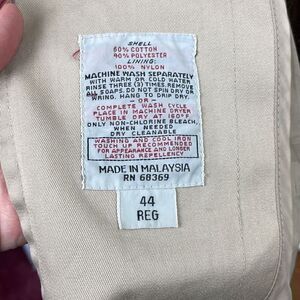 SHELL
60% COTTON
40% POLYESTER
LINING:
100% NYLON
MACHINE WASH SEPARATELY
WITH WARM OR COLD WATER
RINSE THREE (3) TIMES. REMOVE
ALL SOAPS. DO NOT SPIN DRY OR
WRING. HANG TO DRIP DRY.
- OR -
COMPLETE WASH CYCLE
PLACE IN MACHINE DRYER
TUMBLE DRY AT 160°F.
ONLY NON-CHLORINE BLEACH,
WHEN NEEDED
DRY CLEANABLE
WASHING AND COOL IRON
TOUCH UP RECOMMENDED
FOR APPEARANCE AND LONGER
LASTING REPELLENCY
MADE IN MALAYSIA
RN 68369
44
REG